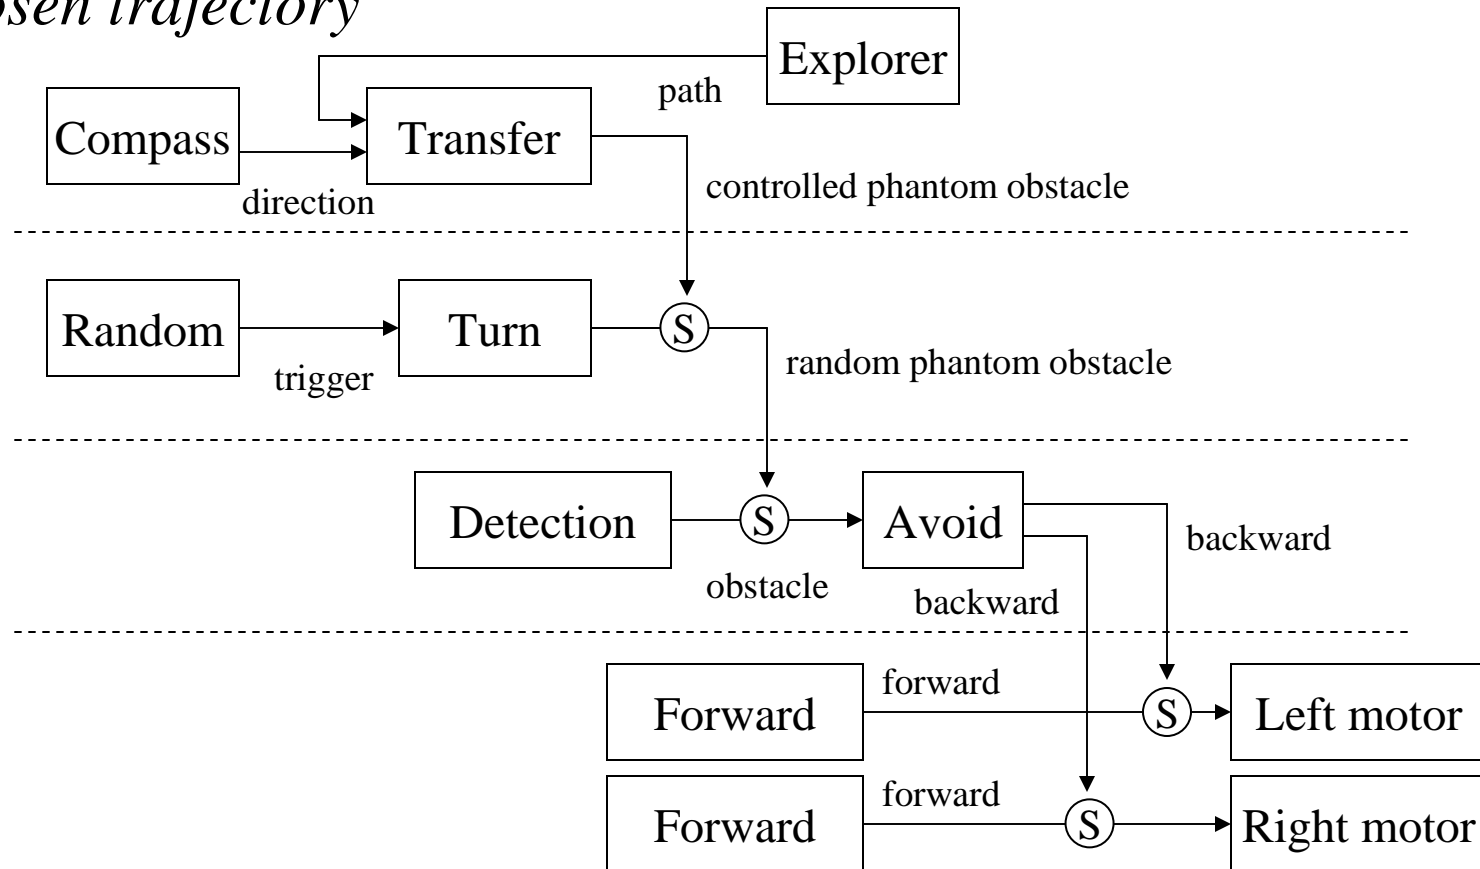 trajectory
Explorer
path
Compass
Transfer
direction
controlled phantom obstacle
Random
Turn
S
trigger
random phantom obstacle
Detection
S
Avoid
backward
obstacle
backward
Forward
forward
S
Left motor
Forward
forward
S
Right motor